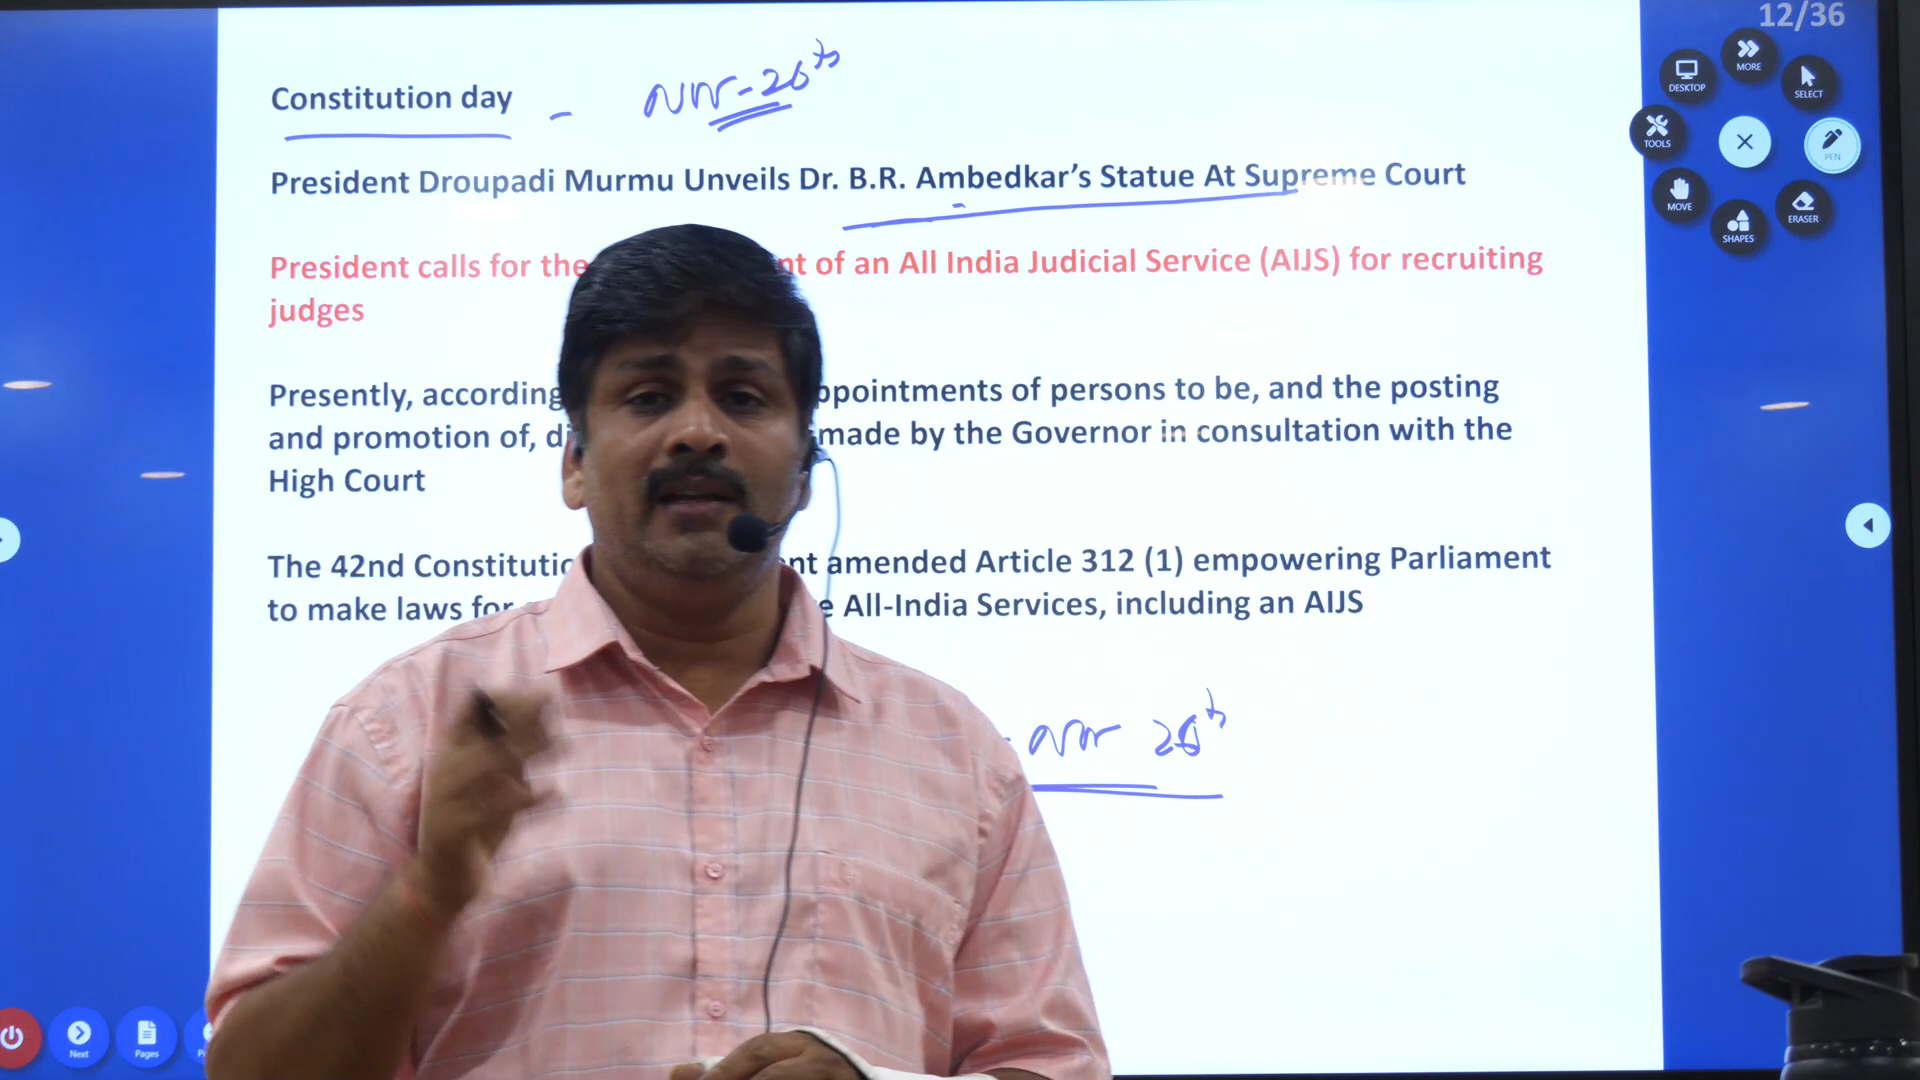 12/36
Constitution day - Nov-26th
MORE
DESKTOP
SELECT
TOOLS
PEN
President Droupadi Murmu Unveils Dr. B.R. Ambedkar's Statue At Supreme Court
MOVE
ERASER
SHAPES
President calls for the nt of an All India Judicial Service (AIJS) for recruiting
judges
Presently, according ppointments of persons to be, and the posting
and promotion of, di made by the Governor in consultation with the
High Court
The 42nd Constitutio nt amended Article 312 (1) empowering Parliament
to make laws for e All-India Services, including an AIJS
- Nov 26th
Next
Pages